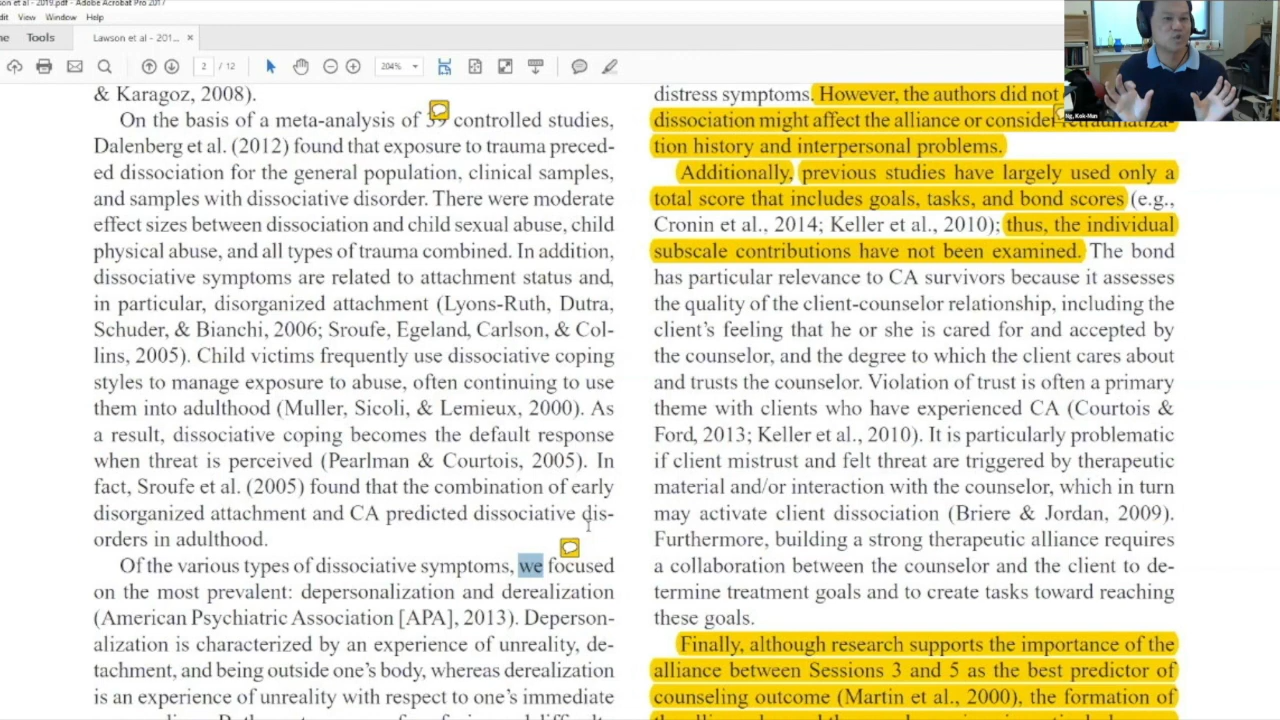 son et al - 2019.pdf - Adobe Acrobat Pro 2017
dit View Window Help
me Tools Lawson et al - 201... ×
2 / 12 204%
& Karagoz, 2008).
On the basis of a meta-analysis of 39 controlled studies,
Dalenberg et al. (2012) found that exposure to trauma preced-
ed dissociation for the general population, clinical samples,
and samples with dissociative disorder. There were moderate
effect sizes between dissociation and child sexual abuse, child
physical abuse, and all types of trauma combined. In addition,
dissociative symptoms are related to attachment status and,
in particular, disorganized attachment (Lyons-Ruth, Dutra,
Schuder, & Bianchi, 2006; Sroufe, Egeland, Carlson, & Col-
lins, 2005). Child victims frequently use dissociative coping
styles to manage exposure to abuse, often continuing to use
them into adulthood (Muller, Sicoli, & Lemieux, 2000). As
a result, dissociative coping becomes the default response
when threat is perceived (Pearlman & Courtois, 2005). In
fact, Sroufe et al. (2005) found that the combination of early
disorganized attachment and CA predicted dissociative dis-
orders in adulthood.
Of the various types of dissociative symptoms, we focused
on the most prevalent: depersonalization and derealization
(American Psychiatric Association [APA], 2013). Deperson-
alization is characterized by an experience of unreality, de-
tachment, and being outside one's body, whereas derealization
is an experience of unreality with respect to one's immediate
distress symptoms. However, the authors did not
dissociation might affect the alliance or consider retraumatiza-
tion history and interpersonal problems.
Additionally, previous studies have largely used only a
total score that includes goals, tasks, and bond scores (e.g.,
Cronin et al., 2014; Keller et al., 2010); thus, the individual
subscale contributions have not been examined. The bond
has particular relevance to CA survivors because it assesses
the quality of the client-counselor relationship, including the
client's feeling that he or she is cared for and accepted by
the counselor, and the degree to which the client cares about
and trusts the counselor. Violation of trust is often a primary
theme with clients who have experienced CA (Courtois &
Ford, 2013; Keller et al., 2010). It is particularly problematic
if client mistrust and felt threat are triggered by therapeutic
material and/or interaction with the counselor, which in turn
may activate client dissociation (Briere & Jordan, 2009).
Furthermore, building a strong therapeutic alliance requires
a collaboration between the counselor and the client to de-
termine treatment goals and to create tasks toward reaching
these goals.
Finally, although research supports the importance of the
alliance between Sessions 3 and 5 as the best predictor of
counseling outcome (Martin et al., 2000), the formation of
Ng, Kok-Mun